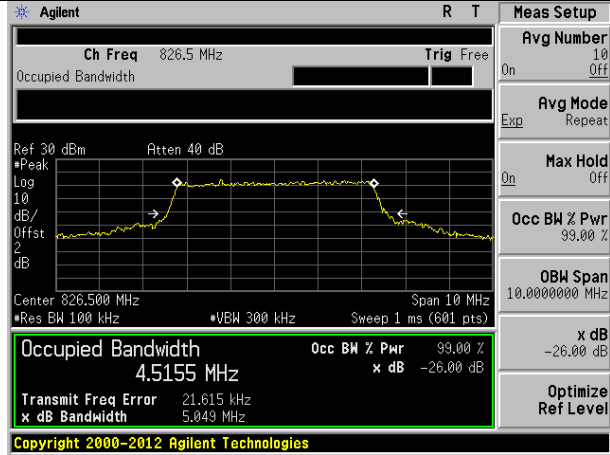 Agilent R T
Ch Freq 826.5 MHz Trig Free
Occupied Bandwidth
Ref 30 dBm Atten 40 dB
#Peak
Log
10
dB/
Offst
2
dB
Center 826.500 MHz Span 10 MHz
#Res BW 100 kHz #VBW 300 kHz Sweep 1 ms (601 pts)
Occupied Bandwidth Occ BW % Pwr 99.00 %
4.5155 MHz x dB -26.00 dB
Transmit Freq Error 21.615 kHz
x dB Bandwidth 5.049 MHz
Copyright 2000-2012 Agilent Technologies
Meas Setup
Avg Number
10
On Off
Avg Mode
Exp Repeat
Max Hold
On Off
Occ BW % Pwr
99.00 %
OBW Span
10.0000000 MHz
x dB
-26.00 dB
Optimize
Ref Level